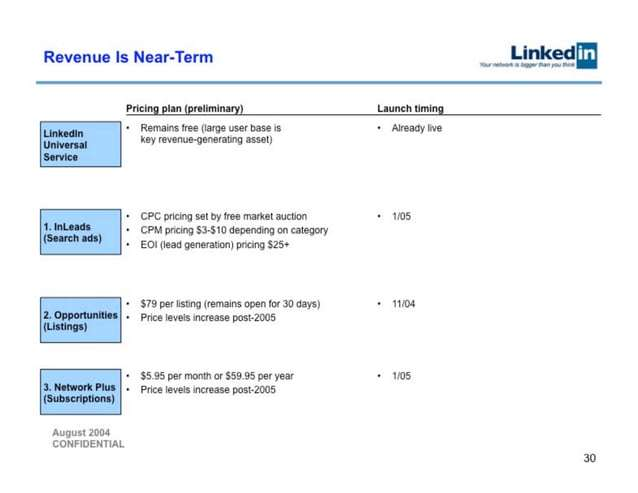 Revenue Is Near-Term
Linkedin
Your network is bigger than you think
Pricing plan (preliminary) Launch timing
LinkedIn
Universal
Service
• Remains free (large user base is
key revenue-generating asset)
• Already live
1. InLeads
(Search ads)
• CPC pricing set by free market auction
• CPM pricing $3-$10 depending on category
• EOI (lead generation) pricing $25+
• 1/05
2. Opportunities
(Listings)
• $79 per listing (remains open for 30 days)
• Price levels increase post-2005
• 11/04
3. Network Plus
(Subscriptions)
• $5.95 per month or $59.95 per year
• Price levels increase post-2005
• 1/05
August 2004
CONFIDENTIAL
30